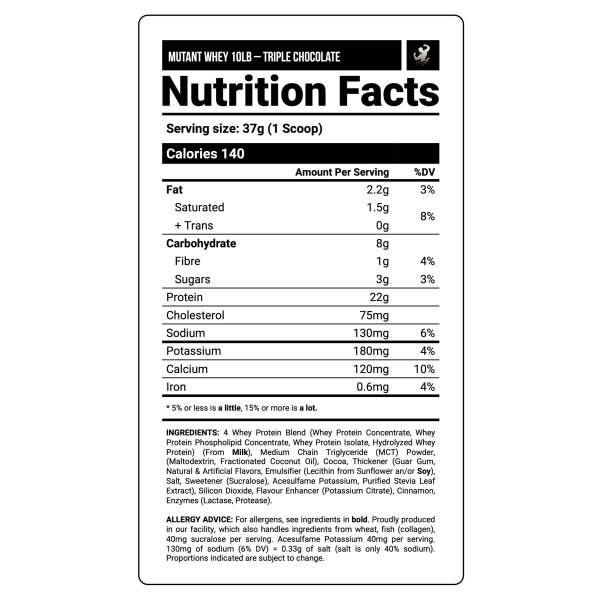 MUTANT WHEY 10LB – TRIPLE CHOCOLATE
Nutrition Facts
Serving size: 37g (1 Scoop)
Calories 140
Amount Per Serving %DV
Fat 2.2g 3%
Saturated 1.5g
8%
+ Trans 0g
Carbohydrate 8g
Fibre 1g 4%
Sugars 3g 3%
Protein 22g
Cholesterol 75mg
Sodium 130mg 6%
Potassium 180mg 4%
Calcium 120mg 10%
Iron 0.6mg 4%
* 5% or less is a little, 15% or more is a lot.
INGREDIENTS: 4 Whey Protein Blend (Whey Protein Concentrate, Whey
Protein Phospholipid Concentrate, Whey Protein Isolate, Hydrolyzed Whey
Protein) (From Milk), Medium Chain Triglyceride (MCT) Powder,
(Maltodextrin, Fractionated Coconut Oil), Cocoa, Thickener (Guar Gum,
Natural & Artificial Flavors, Emulsifier (Lecithin from Sunflower an/or Soy),
Salt, Sweetener (Sucralose), Acesulfame Potassium, Purified Stevia Leaf
Extract), Silicon Dioxide, Flavour Enhancer (Potassium Citrate), Cinnamon,
Enzymes (Lactase, Protease).
ALLERGY ADVICE: For allergens, see ingredients in bold. Proudly produced
in our facility, which also handles ingredients from wheat, fish (collagen),
40mg sucralose per serving. Acesulfame Potassium 40mg per serving.
130mg of sodium (6% DV) = 0.33g of salt (salt is only 40% sodium).
Proportions indicated are subject to change.